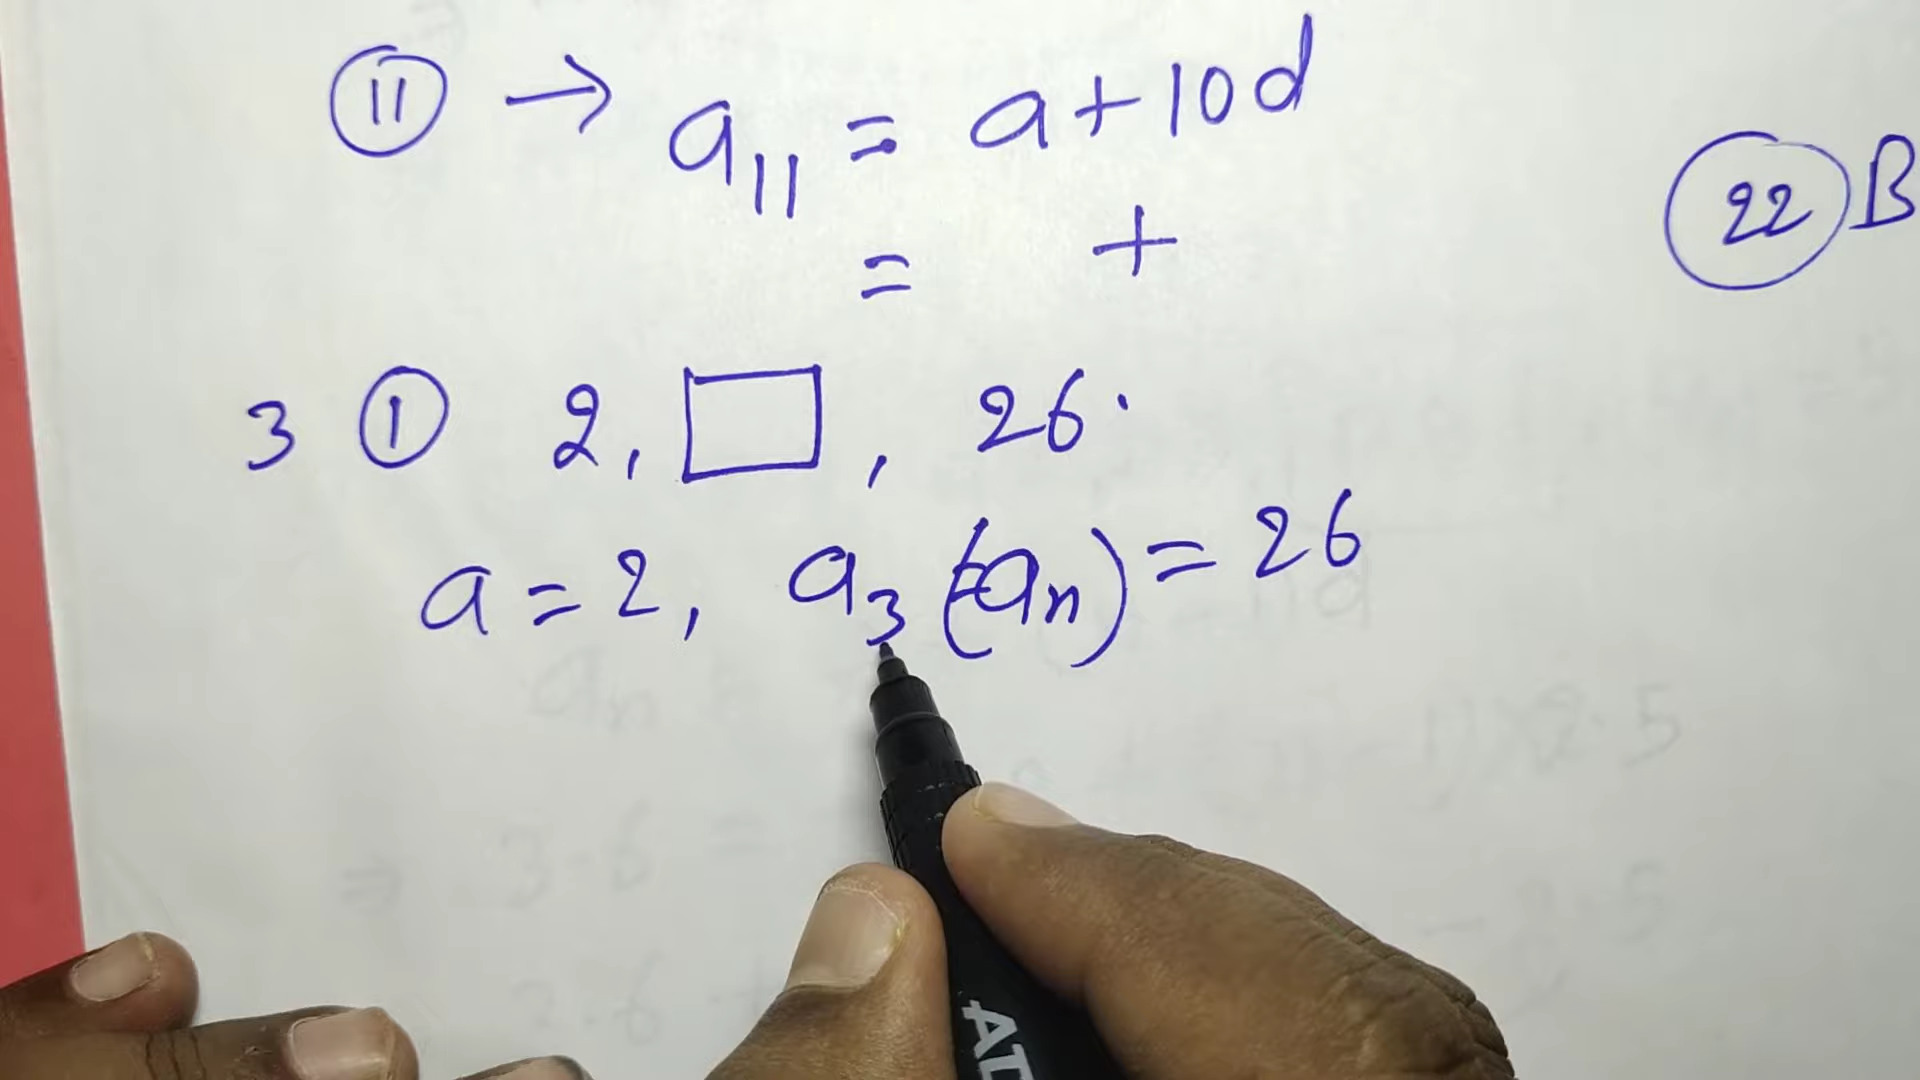 ⑪ → a₁₁ = a + 10d
= +
22 B
3 ① 2, □, 26.
a = 2, a₃ (=aₙ) = 26